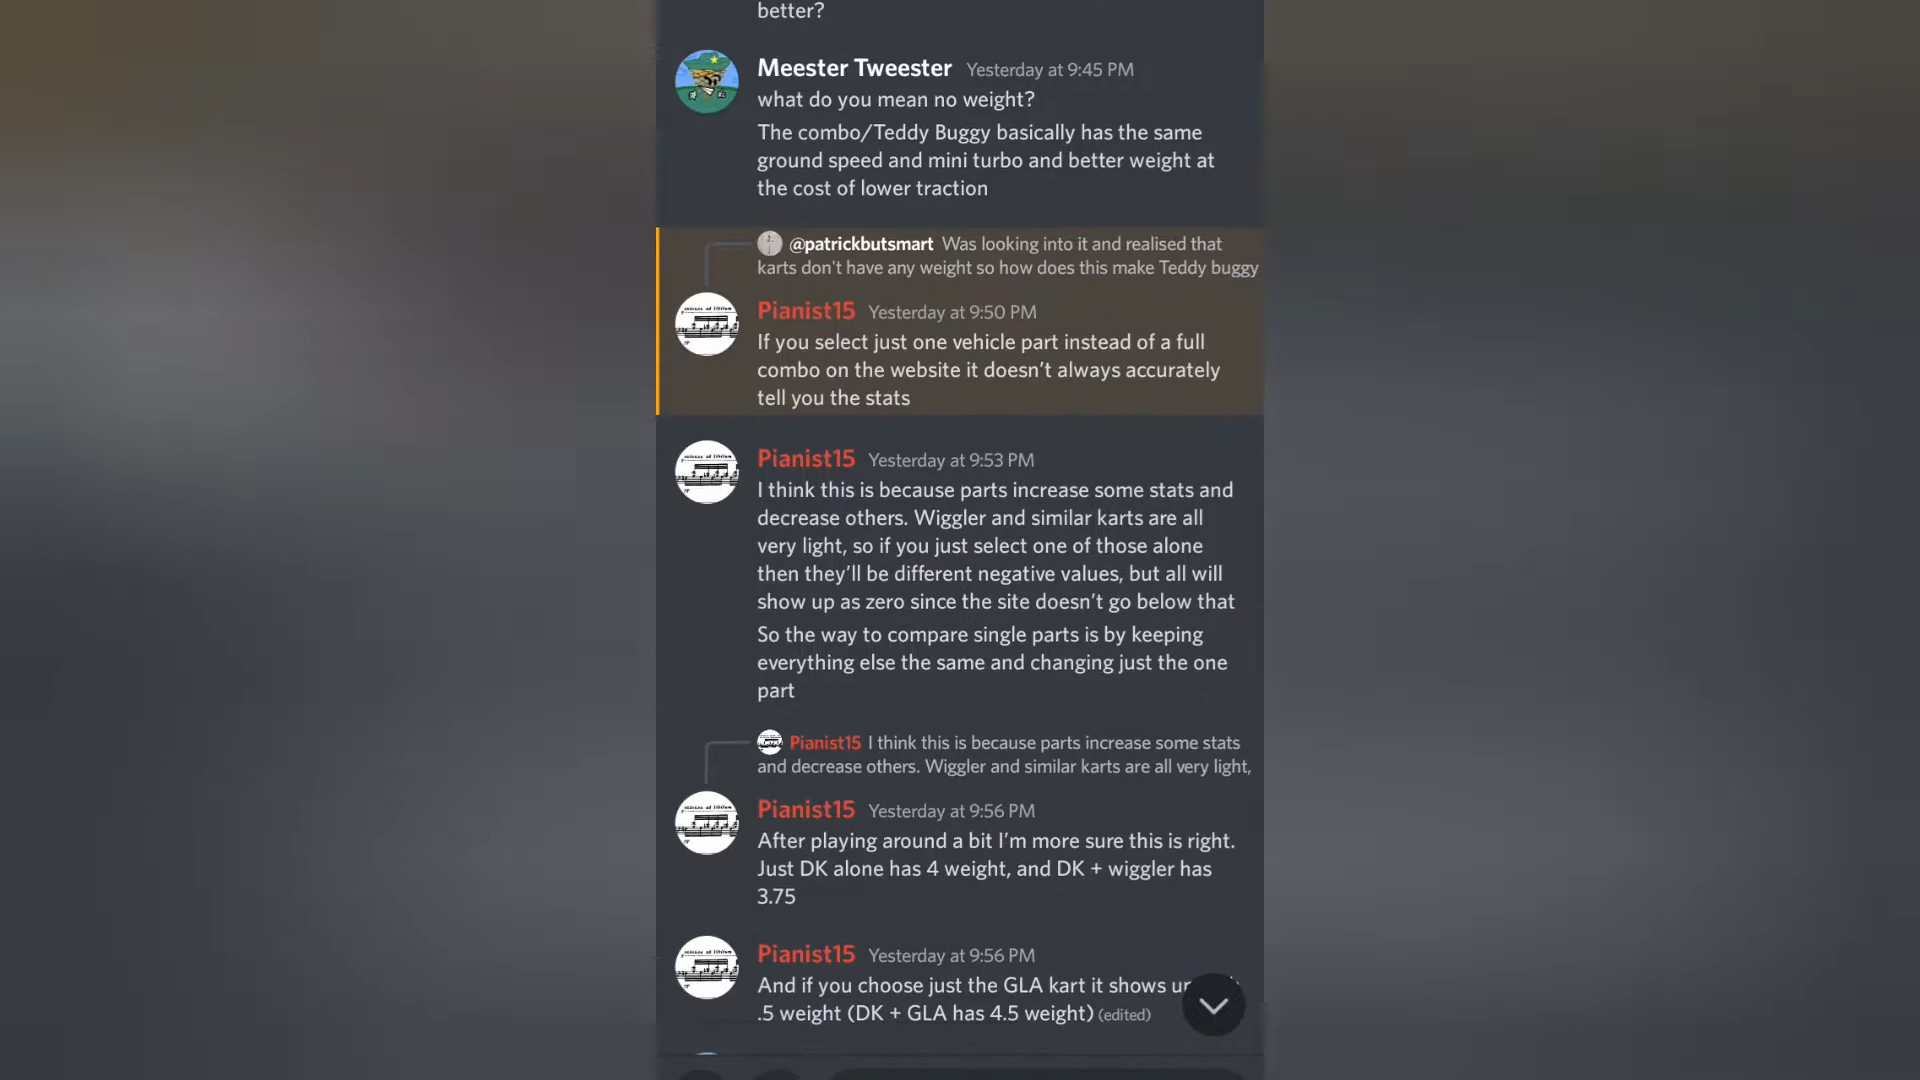 better?
Meester Tweester Yesterday at 9:45 PM
what do you mean no weight?
The combo/Teddy Buggy basically has the same
ground speed and mini turbo and better weight at
the cost of lower traction
@patrickbutsmart Was looking into it and realised that
karts don't have any weight so how does this make Teddy buggy
Pianist15 Yesterday at 9:50 PM
If you select just one vehicle part instead of a full
combo on the website it doesn’t always accurately
tell you the stats
Pianist15 Yesterday at 9:53 PM
I think this is because parts increase some stats and
decrease others. Wiggler and similar karts are all
very light, so if you just select one of those alone
then they’ll be different negative values, but all will
show up as zero since the site doesn’t go below that
So the way to compare single parts is by keeping
everything else the same and changing just the one
part
Pianist15 I think this is because parts increase some stats
and decrease others. Wiggler and similar karts are all very light,
Pianist15 Yesterday at 9:56 PM
After playing around a bit I’m more sure this is right.
Just DK alone has 4 weight, and DK + wiggler has
3.75
Pianist15 Yesterday at 9:56 PM
And if you choose just the GLA kart it shows
.5 weight (DK + GLA has 4.5 weight) (edited)